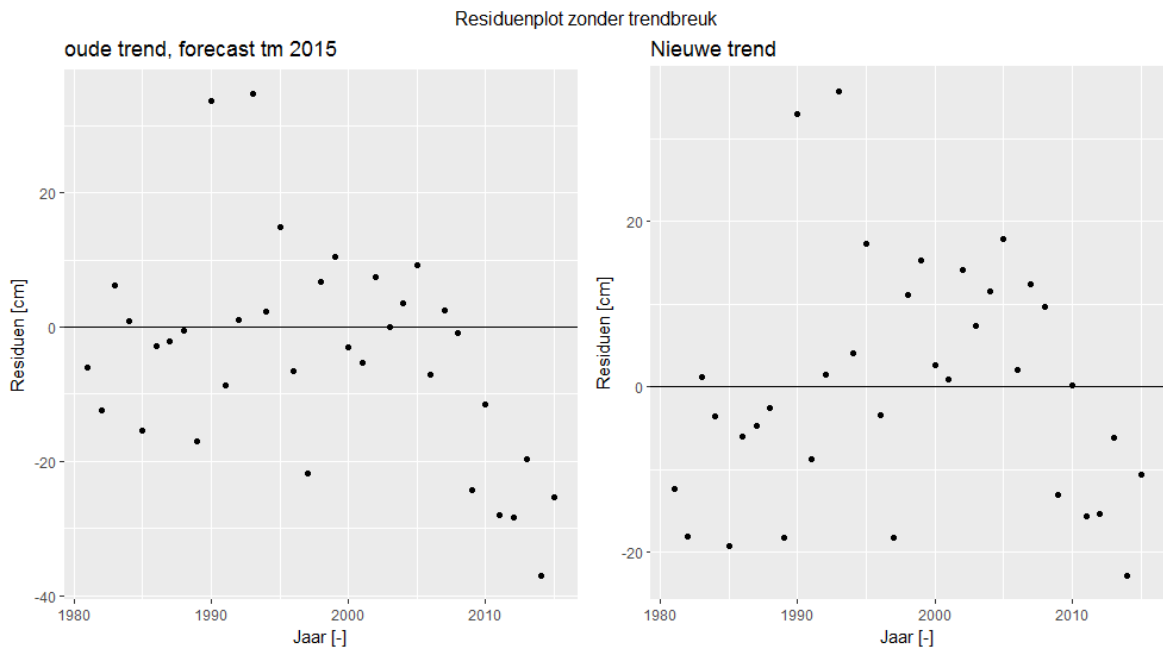 Residuenplot zonder trendbreuk
oude trend, forecast tm 2015
Residuen [cm]
20
0
-20
-40
1980
1990
2000
2010
Jaar [-]
Nieuwe trend
Residuen [cm]
20
0
-20
1980
1990
2000
2010
Jaar [-]